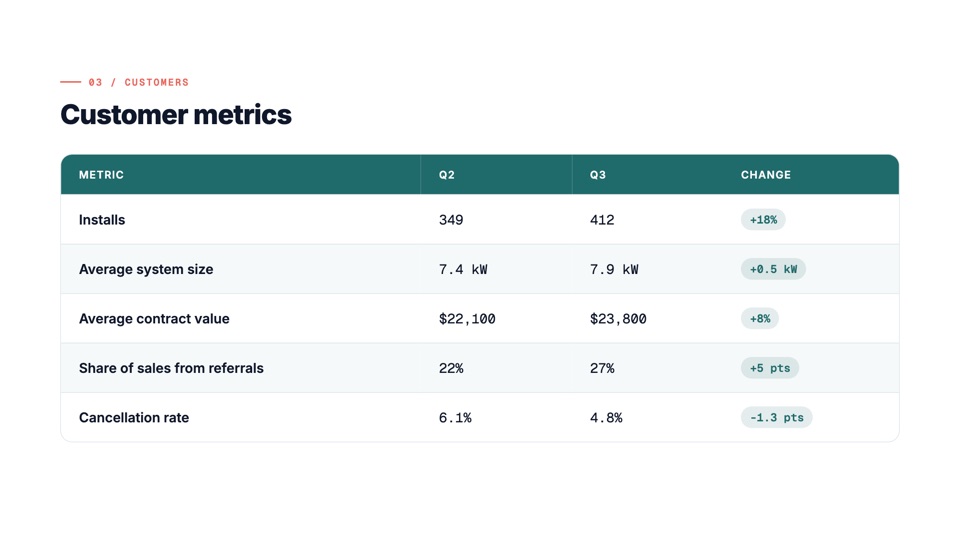 03 / CUSTOMERS
Customer metrics
METRIC Q2 Q3 CHANGE
Installs 349 412 +18%
Average system size 7.4 kW 7.9 kW +0.5 kW
Average contract value $22,100 $23,800 +8%
Share of sales from referrals 22% 27% +5 pts
Cancellation rate 6.1% 4.8% -1.3 pts